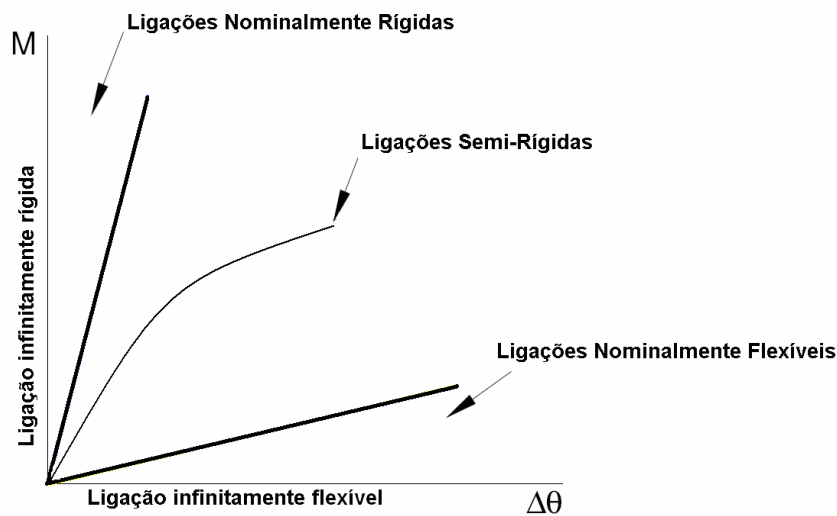 Ligações Nominalmente Rígidas
M
Ligações Semi-Rígidas
Ligação infinitamente rígida
Ligações Nominalmente Flexíveis
Ligação infinitamente flexível
Δθ